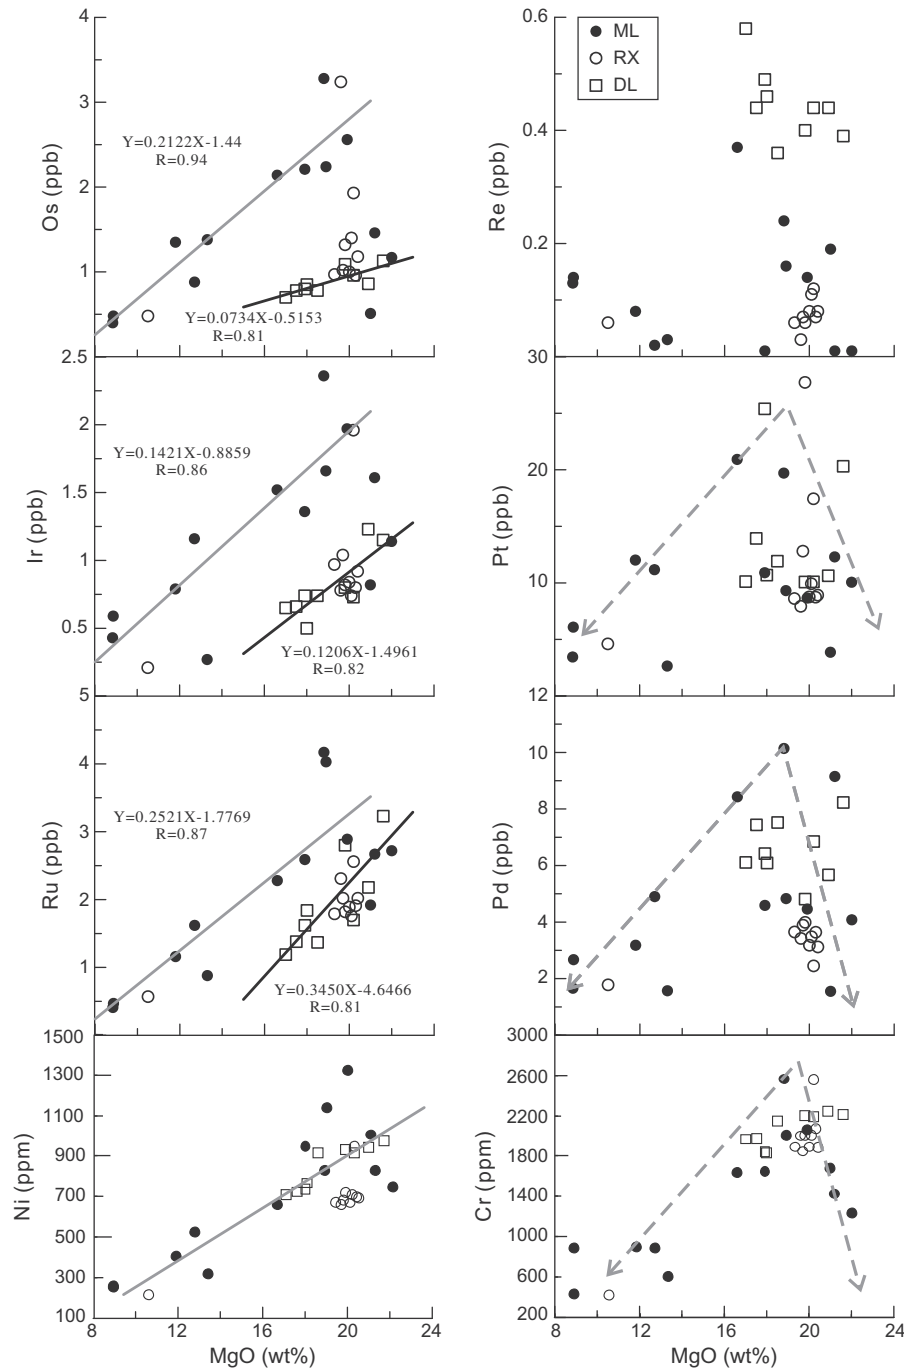 4
3
2
1
Os (ppb)
Y=0.2122X-1.44
R=0.94
Y=0.0734X-0.5153
R=0.81
0.6
0.4
0.2
Re (ppb)
ML
RX
DL
2.5
2
1.5
1
0.5
Ir (ppb)
Y=0.1421X-0.8859
R=0.86
Y=0.1206X-1.4961
R=0.82
30
20
10
Pt (ppb)
5
4
3
2
1
Ru (ppb)
Y=0.2521X-1.7769
R=0.87
Y=0.3450X-4.6466
R=0.81
12
10
8
6
4
2
Pd (ppb)
1500
1300
1100
900
700
500
300
100
Ni (ppm)
8
12
16
20
24
MgO (wt%)
3000
2600
2200
1800
1400
1000
600
200
Cr (ppm)
8
12
16
20
24
MgO (wt%)